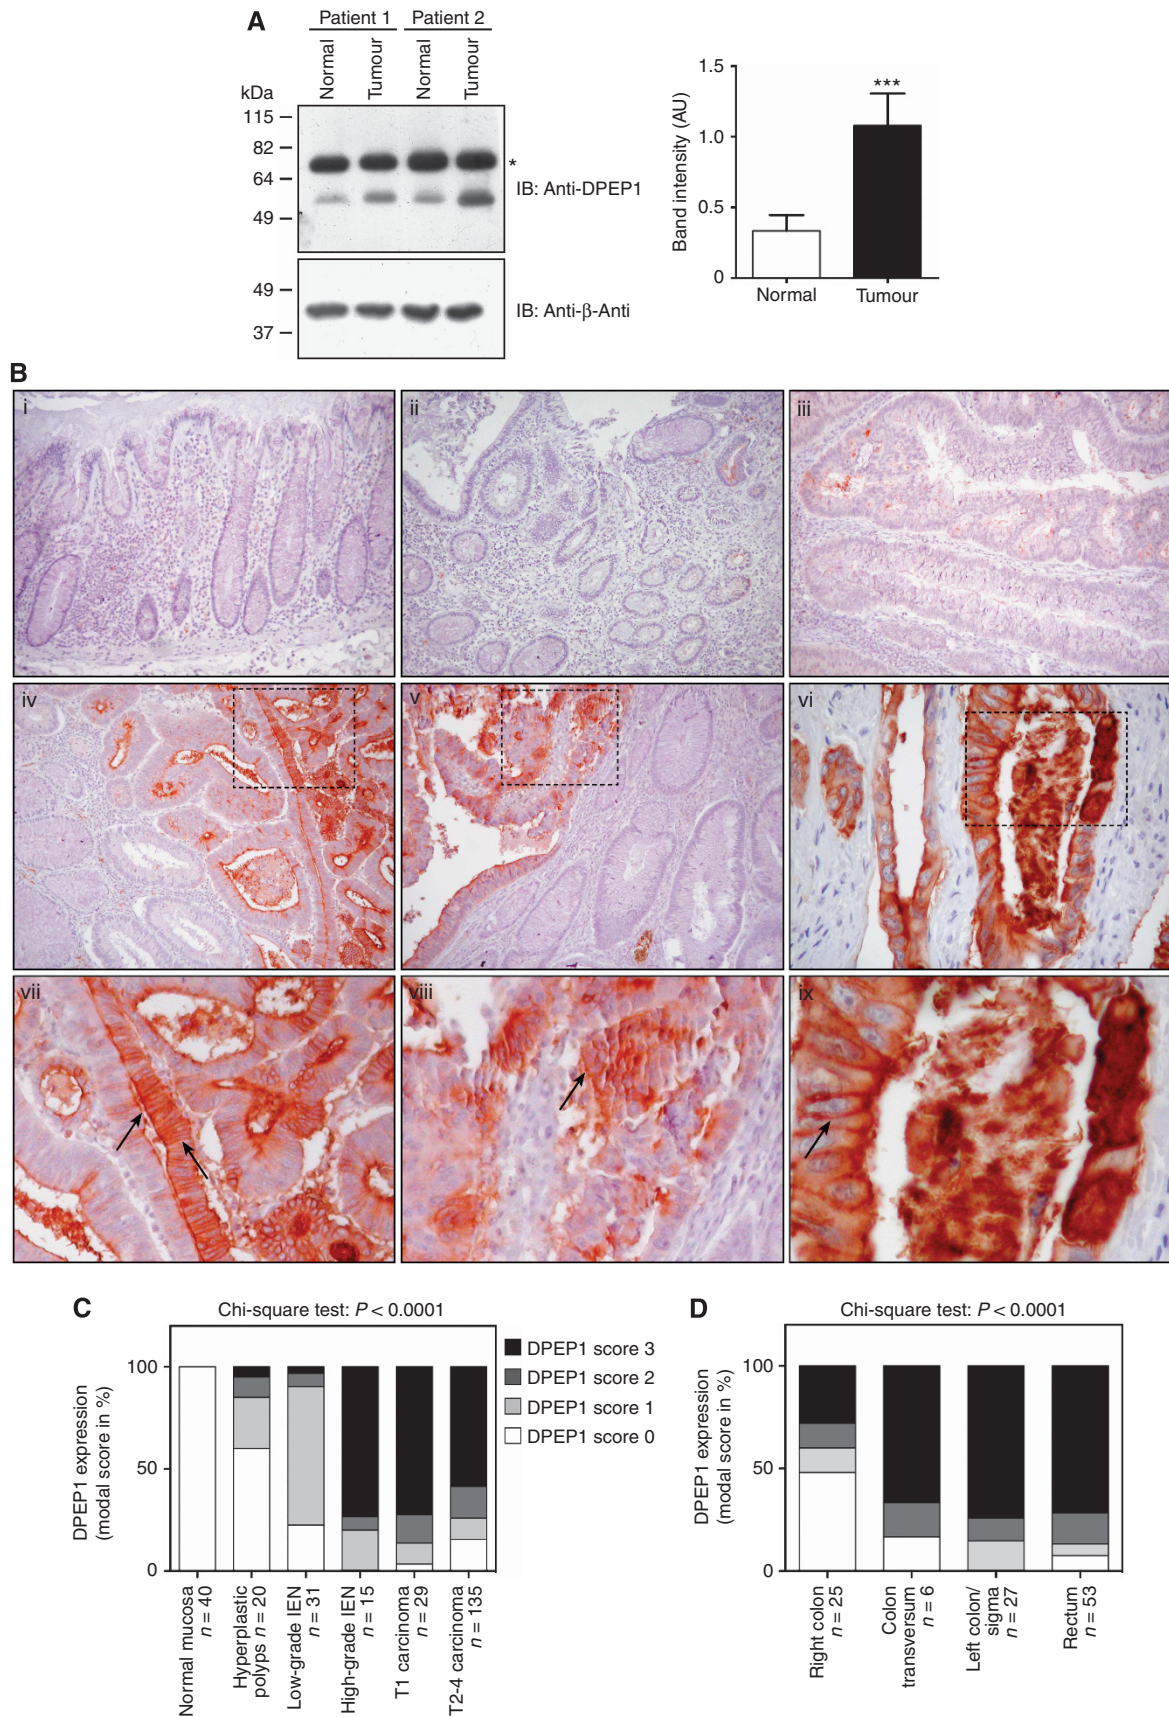 A
Patient 1 Patient 2
Normal
Tumour
Normal
Tumour
kDa
115
82
64
49
*
IB: Anti-DPEP1
49
37
IB: Anti-β-Anti
1.5
1.0
0.5
0
Band intensity (AU)
***
Normal
Tumour
B
i
ii
iii
iv
v
vi
vii
viii
ix
C
Chi-square test: P < 0.0001
DPEP1 expression
(modal score in %)
100
50
0
DPEP1 score 3
DPEP1 score 2
DPEP1 score 1
DPEP1 score 0
Normal mucosa
n = 40
Hyperplastic
polyps n = 20
Low-grade IEN
n = 31
High-grade IEN
n = 15
T1 carcinoma
n = 29
T2-4 carcinoma
n = 135
D
Chi-square test: P < 0.0001
DPEP1 expression
(modal score in %)
100
50
0
Right colon
n = 25
Colon
transversum
n = 6
Left colon/
sigma
n = 27
Rectum
n = 53